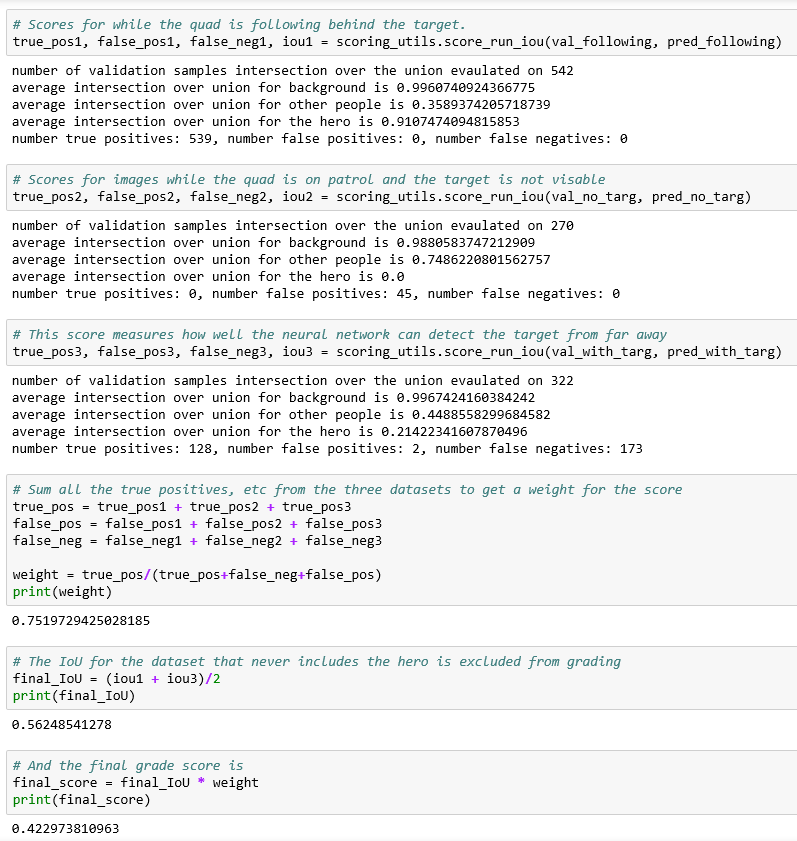 # Scores for while the quad is following behind the target.
true_pos1, false_pos1, false_neg1, iou1 = scoring_utils.score_run_iou(val_following, pred_following)
number of validation samples intersection over the union evaulated on 542
average intersection over union for background is 0.9960740924366775
average intersection over union for other people is 0.3589374205718739
average intersection over union for the hero is 0.9107474094815853
number true positives: 539, number false positives: 0, number false negatives: 0
# Scores for images while the quad is on patrol and the target is not visable
true_pos2, false_pos2, false_neg2, iou2 = scoring_utils.score_run_iou(val_no_targ, pred_no_targ)
number of validation samples intersection over the union evaulated on 270
average intersection over union for background is 0.9880583747212909
average intersection over union for other people is 0.7486220801562757
average intersection over union for the hero is 0.0
number true positives: 0, number false positives: 45, number false negatives: 0
# This score measures how well the neural network can detect the target from far away
true_pos3, false_pos3, false_neg3, iou3 = scoring_utils.score_run_iou(val_with_targ, pred_with_targ)
number of validation samples intersection over the union evaulated on 322
average intersection over union for background is 0.9967424160384242
average intersection over union for other people is 0.4488558299684582
average intersection over union for the hero is 0.21422341607870496
number true positives: 128, number false positives: 2, number false negatives: 173
# Sum all the true positives, etc from the three datasets to get a weight for the score
true_pos = true_pos1 + true_pos2 + true_pos3
false_pos = false_pos1 + false_pos2 + false_pos3
false_neg = false_neg1 + false_neg2 + false_neg3
weight = true_pos/(true_pos+false_neg+false_pos)
print(weight)
0.7519729425028185
# The IoU for the dataset that never includes the hero is excluded from grading
final_IoU = (iou1 + iou3)/2
print(final_IoU)
0.56248541278
# And the final grade score is
final_score = final_IoU * weight
print(final_score)
0.422973810963